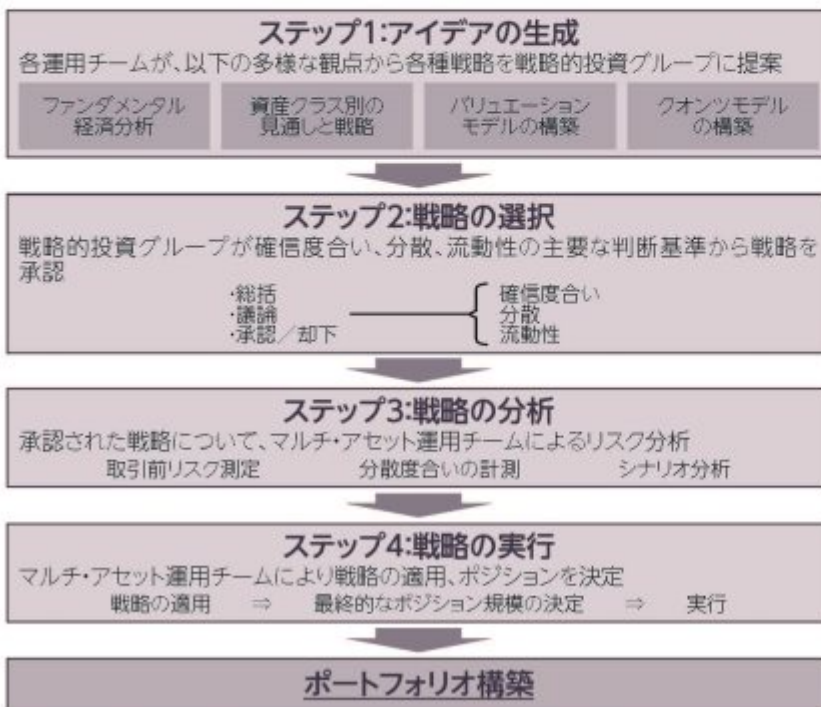 ステップ1:アイデアの生成
各運用チームが、以下の多様な観点から各種戦略を戦略的投資グループに提案
ファンダメンタル
経済分析
資産クラス別の
見通しと戦略
バリュエーション
モデルの構築
クオンツモデル
の構築
ステップ2:戦略の選択
戦略的投資グループが確信度合い、分散、流動性の主要な判断基準から戦略を
承認
・総括
・議論
・承認／却下
確信度合い
分散
流動性
ステップ3:戦略の分析
承認された戦略について、マルチ・アセット運用チームによるリスク分析
取引前リスク測定 分散度合いの計測 シナリオ分析
ステップ4:戦略の実行
マルチ・アセット運用チームにより戦略の適用、ポジションを決定
戦略の適用 ⇒ 最終的なポジション規模の決定 ⇒ 実行
ポートフォリオ構築